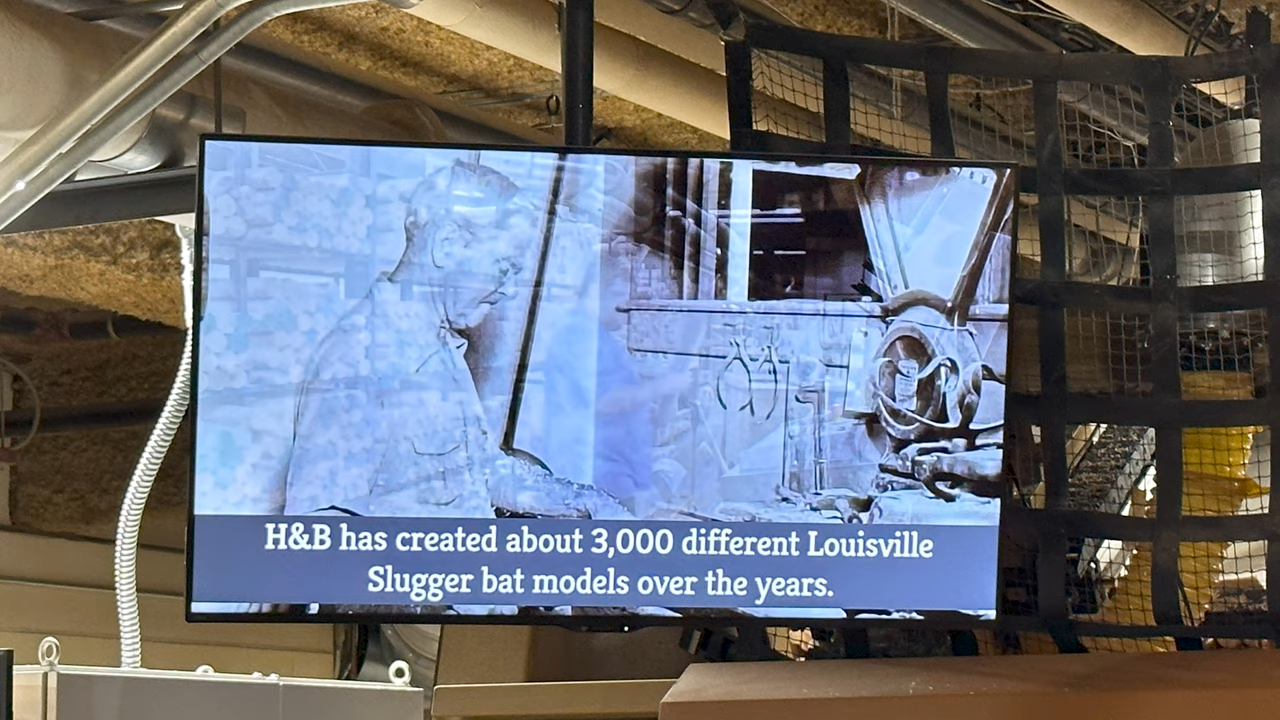 H&B has created about 3,000 different Louisville
Slugger bat models over the years.